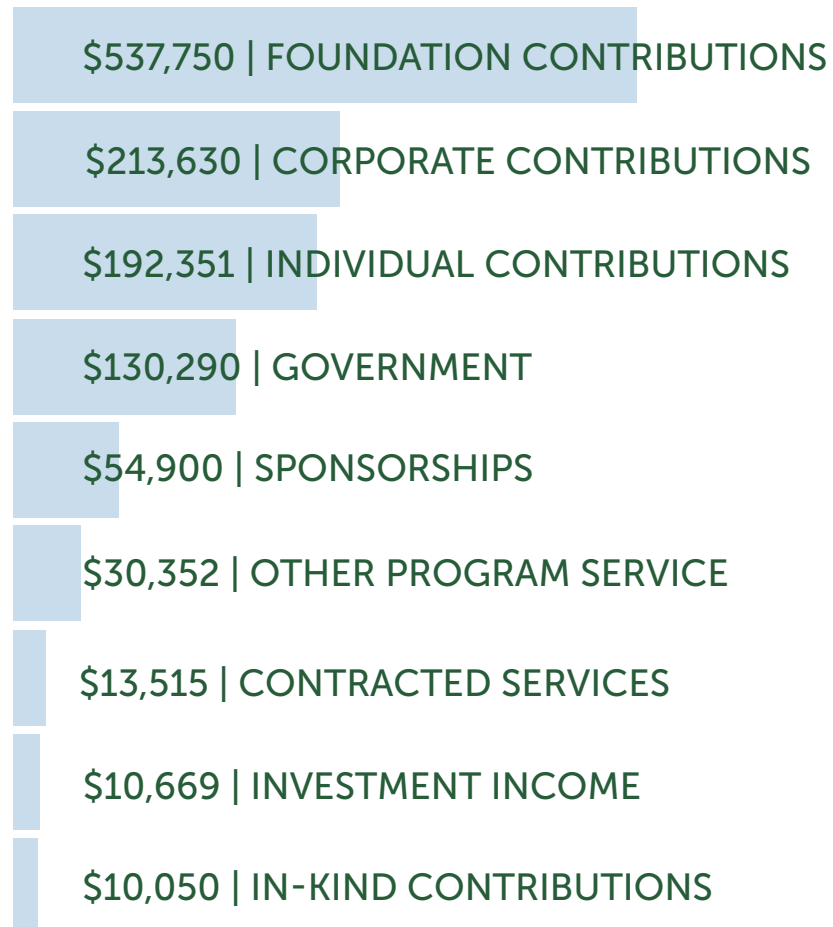 $537,750 | FOUNDATION CONTRIBUTIONS
$213,630 | CORPORATE CONTRIBUTIONS
$192,351 | INDIVIDUAL CONTRIBUTIONS
$130,290 | GOVERNMENT
$54,900 | SPONSORSHIPS
$30,352 | OTHER PROGRAM SERVICE
$13,515 | CONTRACTED SERVICES
$10,669 | INVESTMENT INCOME
$10,050 | IN-KIND CONTRIBUTIONS